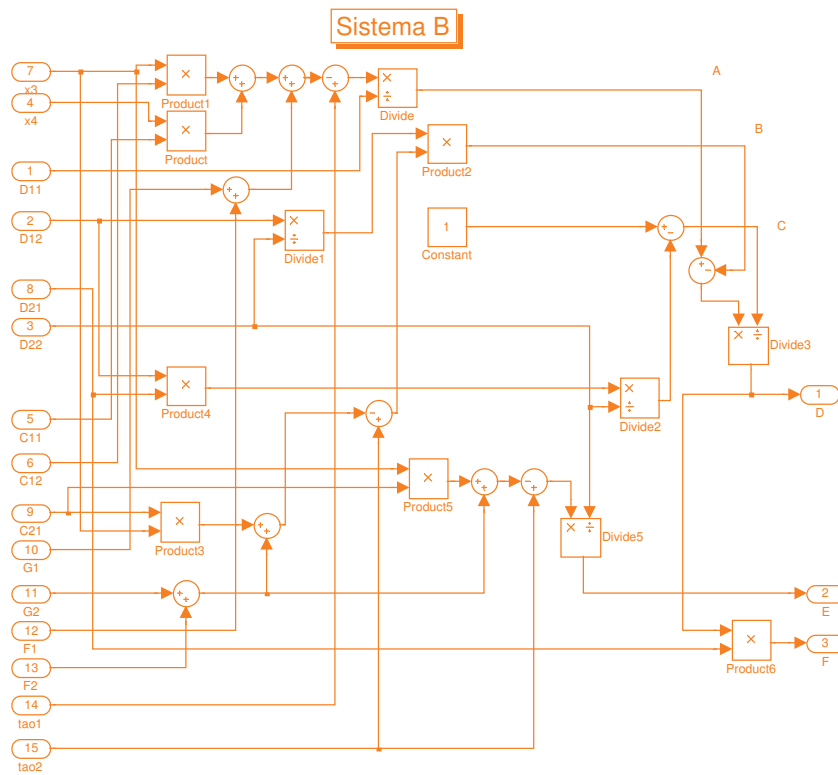 Sistema B
7
x3
4
x4
1
D11
2
D12
8
D21
3
D22
5
C11
6
C12
9
C21
10
G1
11
G2
12
F1
13
F2
14
tao1
15
tao2
×
Product1
×
Product
+ +
+ +
− +
× ÷
Divide
+ +
× ÷
Divide1
×
Product2
1
Constant
+ −
A
B
C
+ −
× ÷
Divide3
×
Product4
− +
× ÷
Divide2
1
D
×
Product5
+ +
− +
×
Product3
+ +
× ÷
Divide5
+ +
2
E
×
Product6
3
F